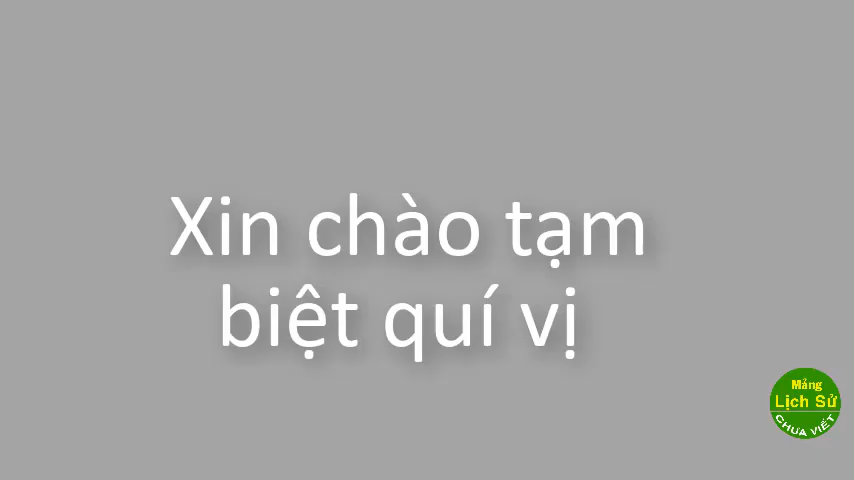 Xin chào tạm
biệt quí vị
Mảng
Lịch Sử
CHƯA VIẾT